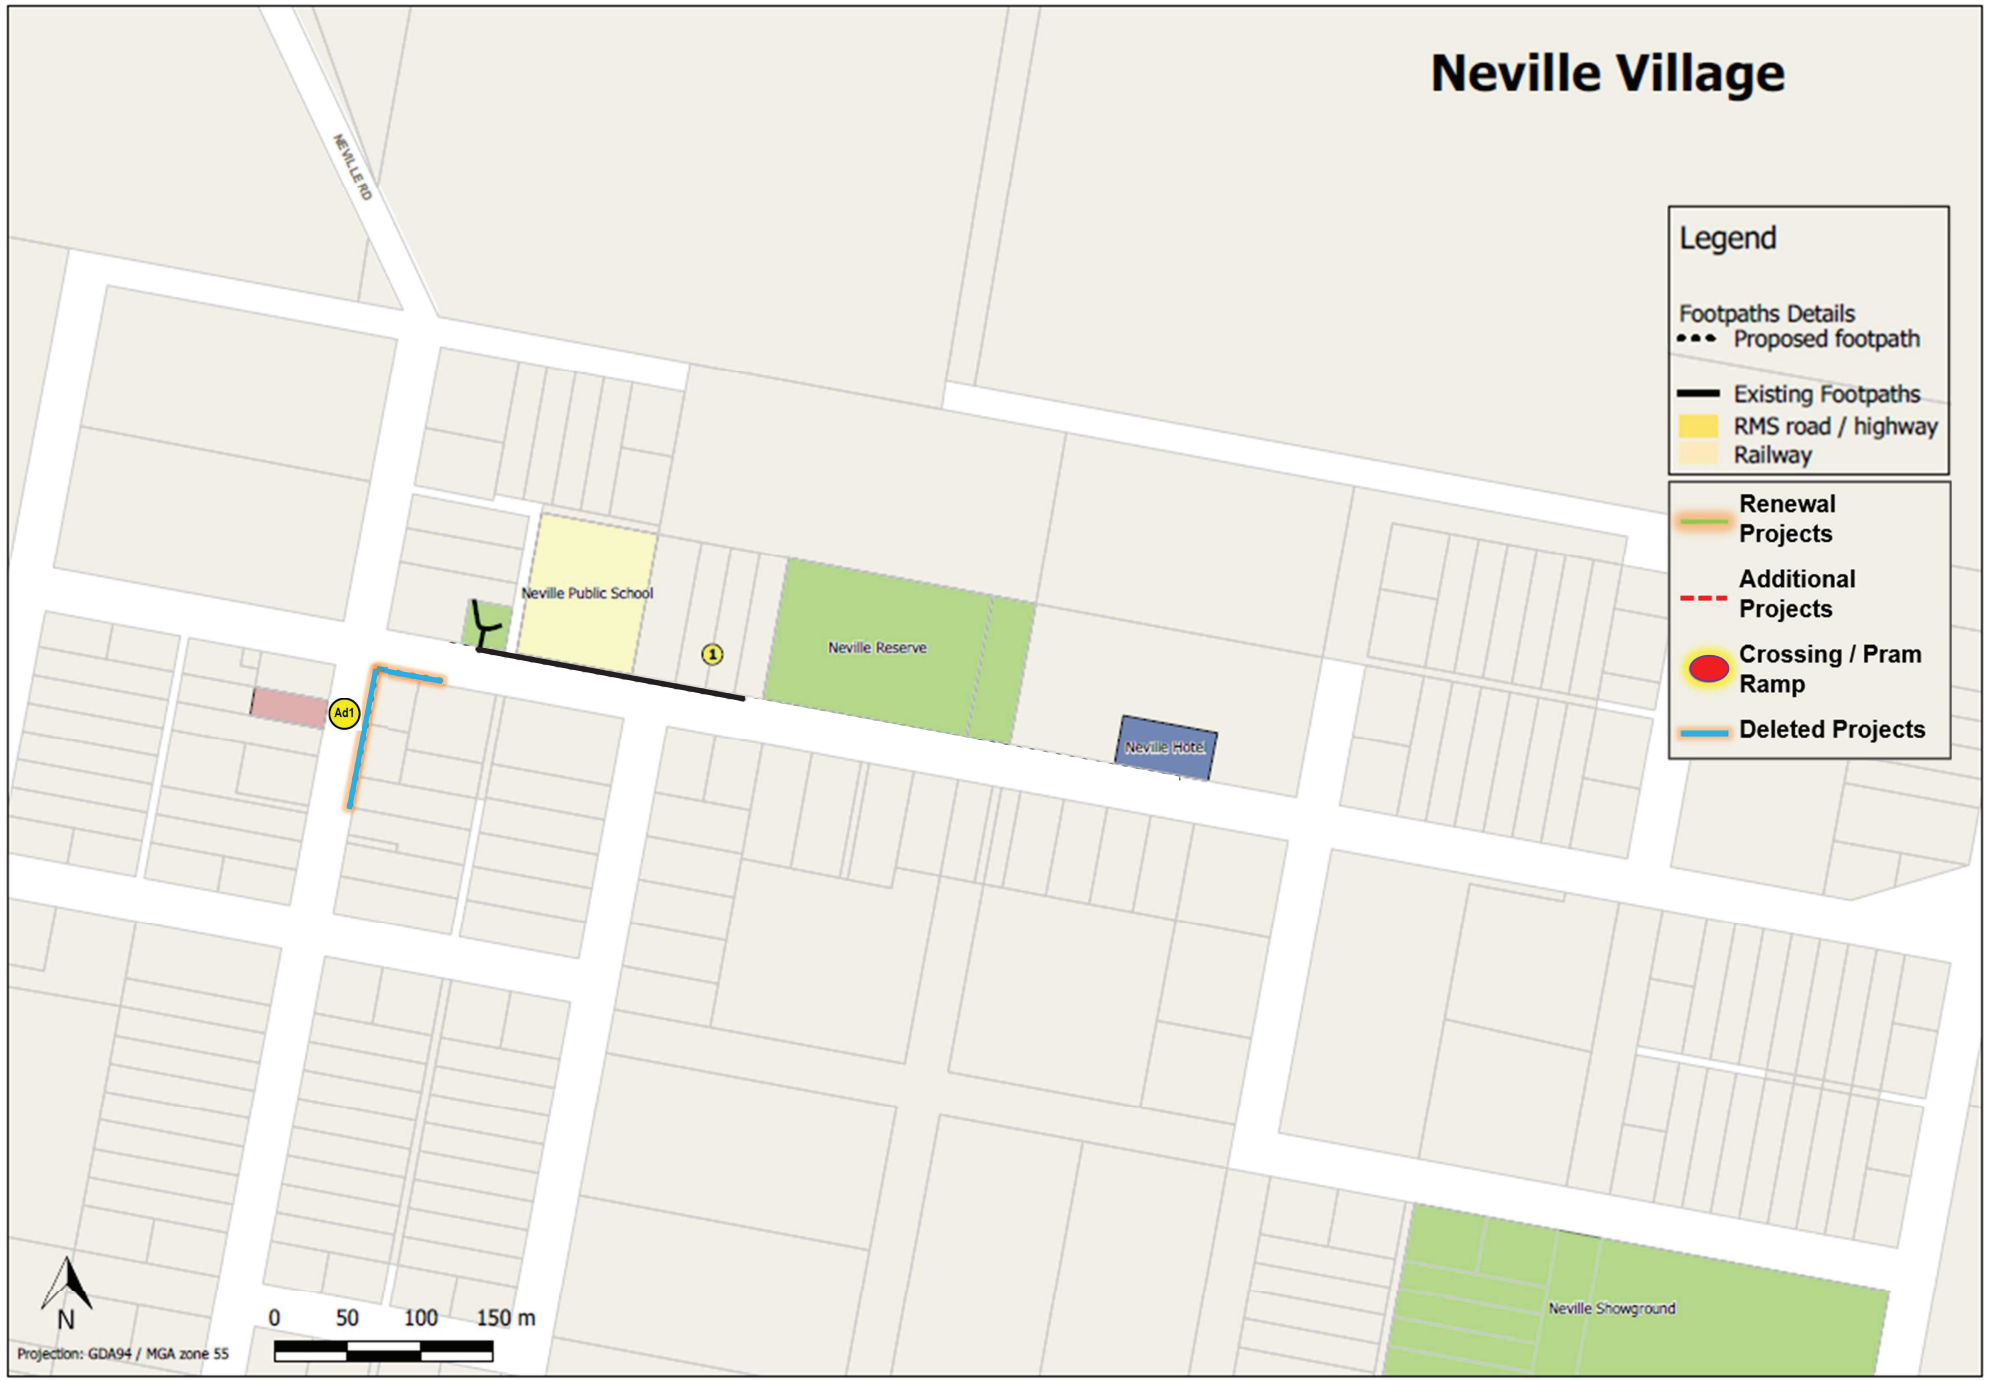 Neville Village
NEVILLE RD
Legend
Footpaths Details
Proposed footpath
Existing Footpaths
RMS road / highway
Railway
Renewal
Projects
Additional
Projects
Crossing / Pram
Ramp
Deleted Projects
Neville Public School
1
Neville Reserve
Ad1
Neville Hotel
Neville Showground
N
0 50 100 150 m
Projection: GDA94 / MGA zone 55